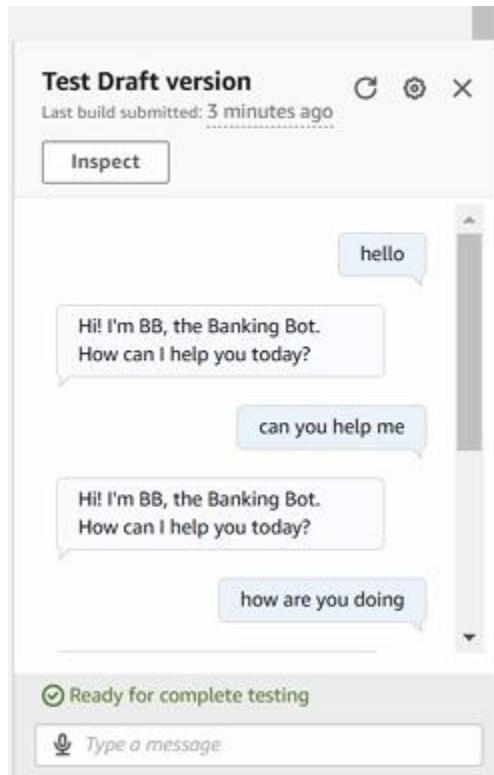 Test Draft version
Last build submitted: 3 minutes ago
Inspect
hello
Hi! I'm BB, the Banking Bot.
How can I help you today?
can you help me
Hi! I'm BB, the Banking Bot.
How can I help you today?
how are you doing
Ready for complete testing
Type a message